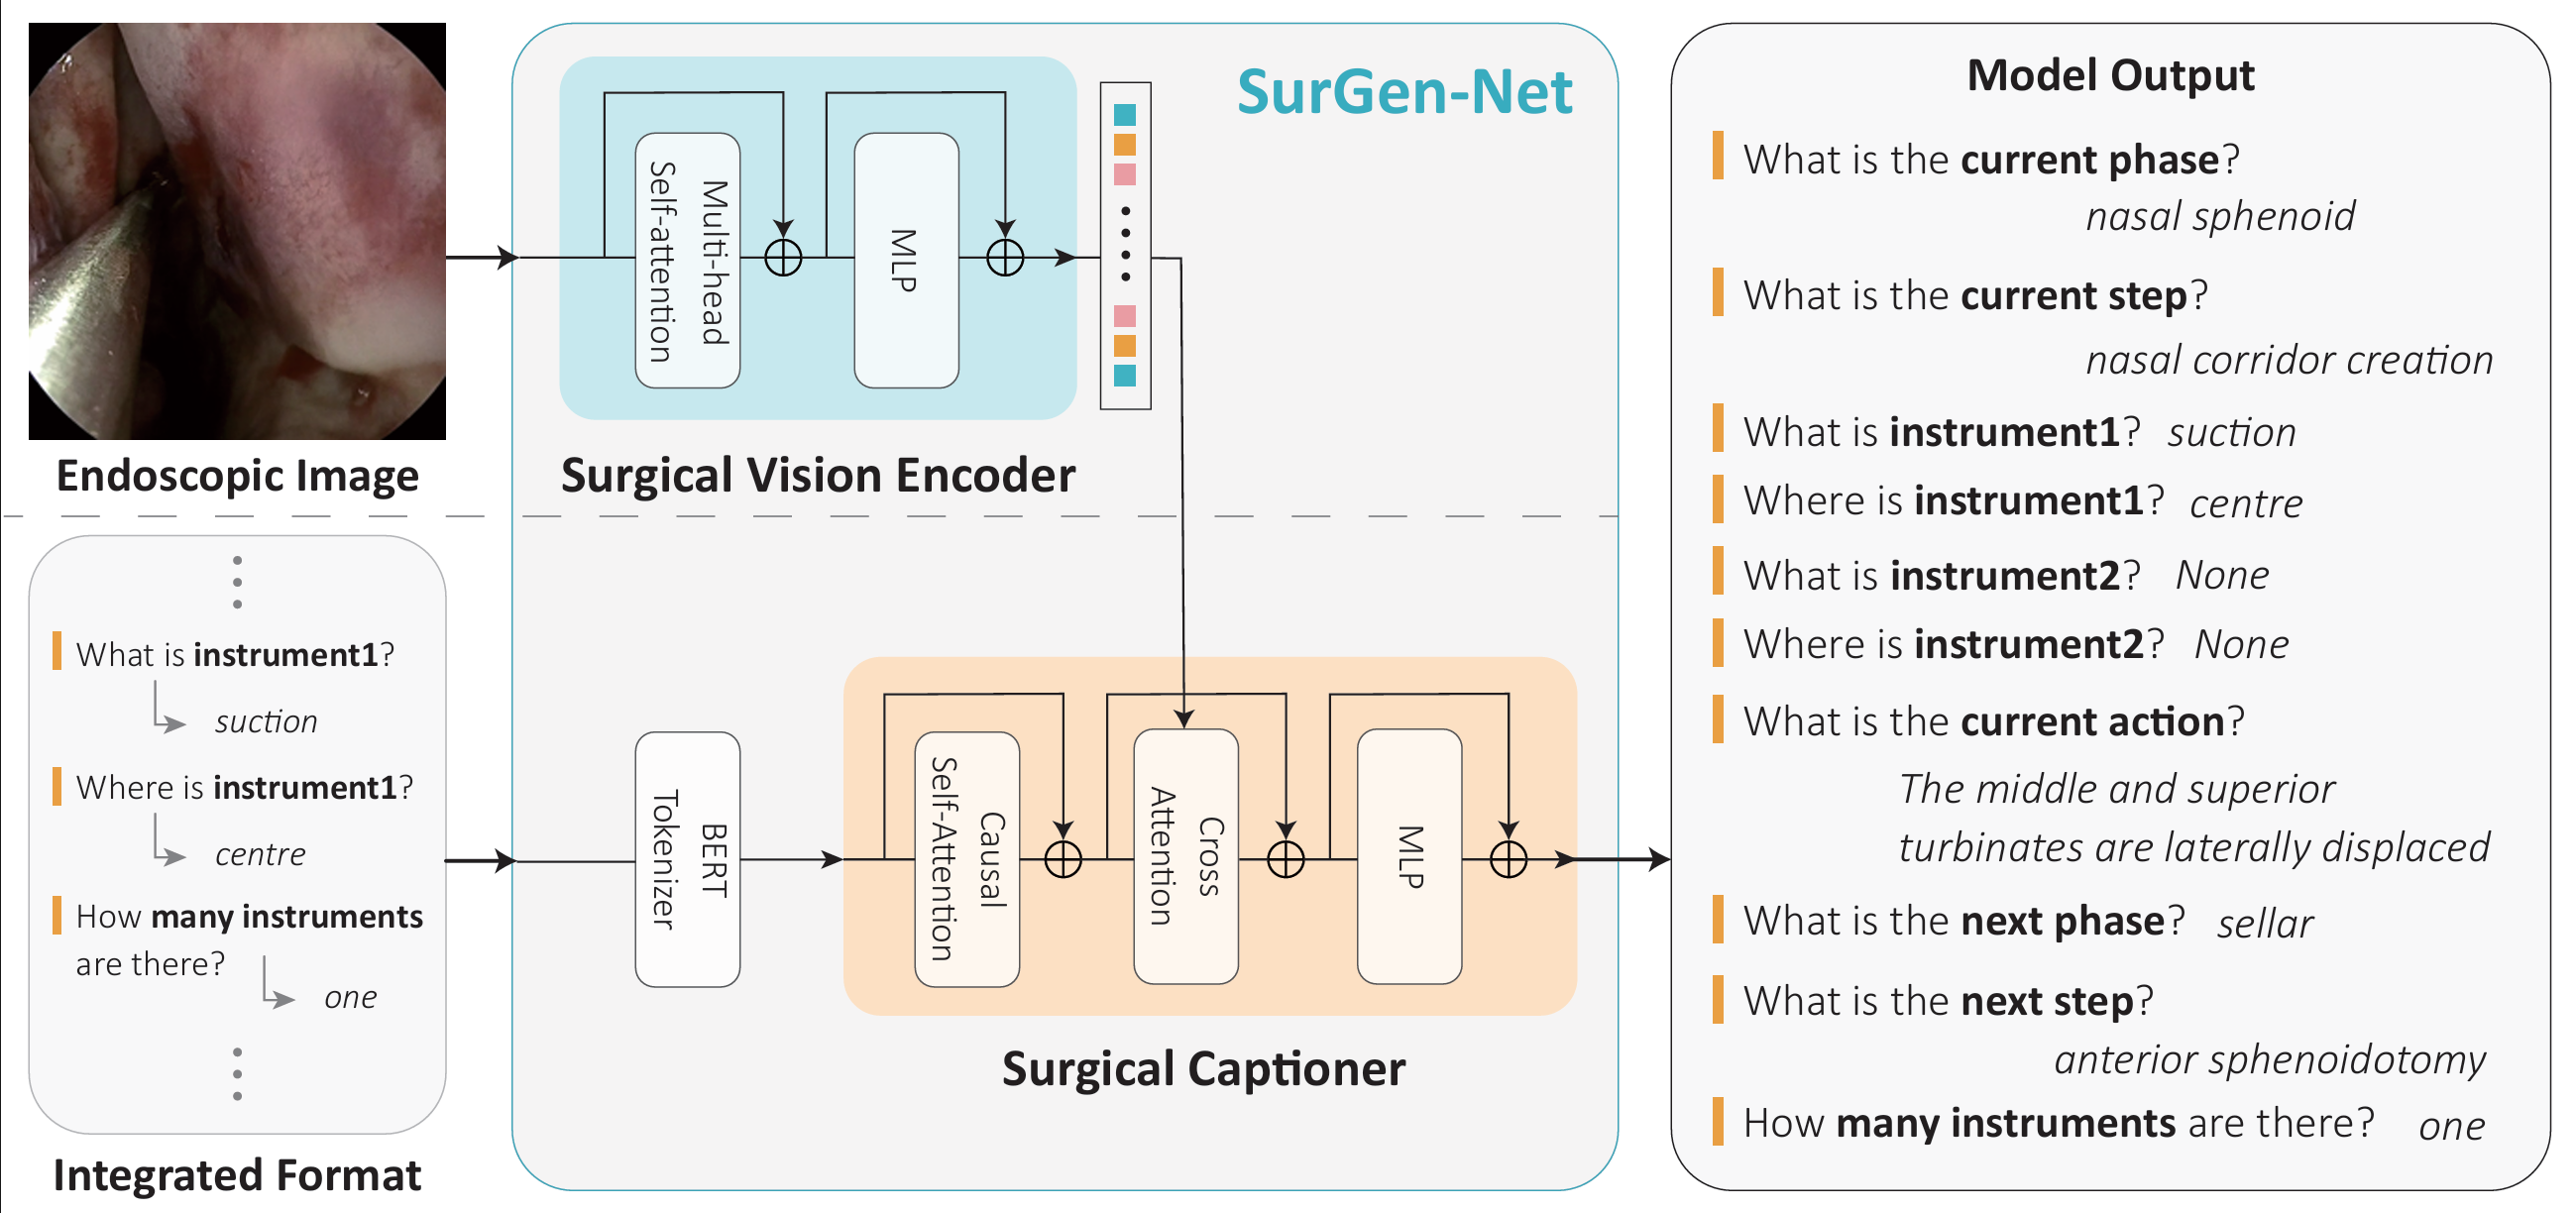 Endoscopic Image
What is instrument1?
suction
Where is instrument1?
centre
How many instruments
are there?
one
Integrated Format
SurGen-Net
Multi-head
Self-attention
MLP
Surgical Vision Encoder
BERT
Tokenizer
Causal
Self-Attention
Cross
Attention
MLP
Surgical Captioner
Model Output
What is the current phase?
nasal sphenoid
What is the current step?
nasal corridor creation
What is instrument1? suction
Where is instrument1? centre
What is instrument2? None
Where is instrument2? None
What is the current action?
The middle and superior
turbinates are laterally displaced
What is the next phase? sellar
What is the next step?
anterior sphenoidotomy
How many instruments are there? one